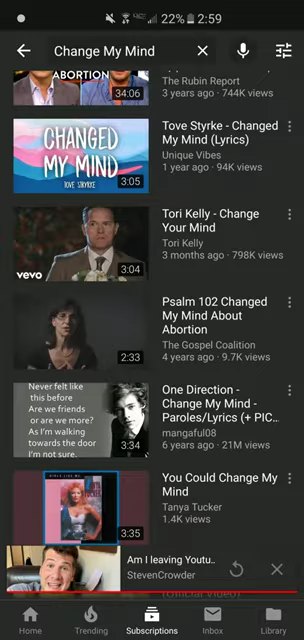 22% 2:59
Change My Mind
ABORTION
34:06
The Rubin Report
3 years ago · 744K views
CHANGED
MY MIND
TOVE STYRKE
3:05
Tove Styrke - Changed
My Mind (Lyrics)
Unique Vibes
1 year ago · 94K views
vevo
3:04
Tori Kelly - Change
Your Mind
Tori Kelly
3 months ago · 798K views
2:33
Psalm 102 Changed
My Mind About
Abortion
The Gospel Coalition
4 years ago · 9.7K views
Never felt like
this before
Are we friends
or are we more?
As I'm walking
towards the door
I'm not sure.
3:34
One Direction -
Change My Mind -
Paroles/Lyrics (+ PIC...
mangaful08
6 years ago · 21M views
3:35
You Could Change My
Mind
Tanya Tucker
1.4K views
Am I leaving Youtu..
StevenCrowder
Home
Trending
Subscriptions
Inbox
Library